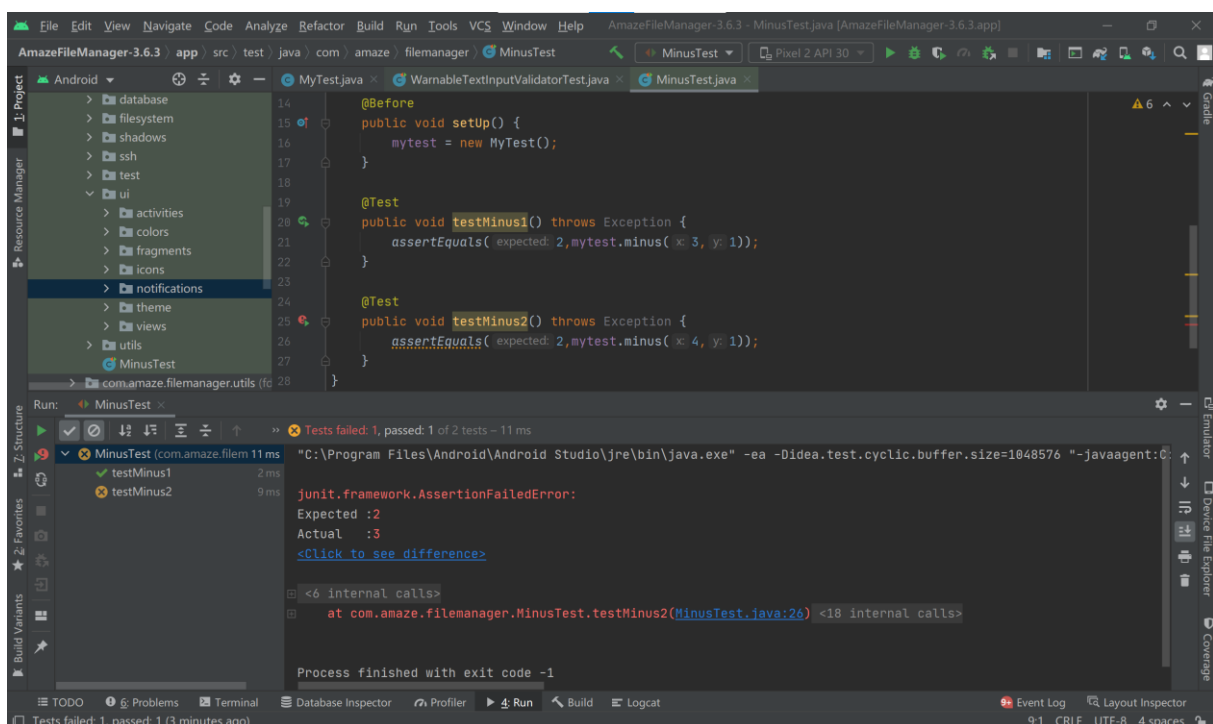 File Edit View Navigate Code Analyze Refactor Build Run Tools VCS Window Help AmazeFileManager-3.6.3 - MinusTest.java [AmazeFileManager-3.6.3.app]
AmazeFileManager-3.6.3 app src test java com amaze filemanager MinusTest MinusTest Pixel 2 API 30
Android MyTest.java WarnableTextInputValidatorTest.java MinusTest.java
1: Project
Resource Manager
database
filesystem
shadows
ssh
test
ui
activities
colors
fragments
icons
notifications
theme
views
utils
MinusTest
com.amaze.filemanager.utils
14 @Before
15 public void setUp() {
16 mytest = new MyTest();
17 }
18
19 @Test
20 public void testMinus1() throws Exception {
21 assertEquals( expected: 2,mytest.minus( x: 3, y: 1));
22 }
23
24 @Test
25 public void testMinus2() throws Exception {
26 assertEquals( expected: 2,mytest.minus( x: 4, y: 1));
27 }
28 }
6
Gradle
Run: MinusTest
Tests failed: 1, passed: 1 of 2 tests – 11 ms
MinusTest (com.amaze.filem 11 ms
testMinus1 2 ms
testMinus2 9 ms
"C:\Program Files\Android\Android Studio\jre\bin\java.exe" -ea -Didea.test.cyclic.buffer.size=1048576 "-javaagent:C:
junit.framework.AssertionFailedError:
Expected :2
Actual :3
<Click to see difference>
<6 internal calls>
at com.amaze.filemanager.MinusTest.testMinus2(MinusTest.java:26) <18 internal calls>
Process finished with exit code -1
Z: Structure
2: Favorites
Build Variants
Emulator
Device File Explorer
Coverage
TODO 6: Problems Terminal Database Inspector Profiler 4: Run Build Logcat Event Log Layout Inspector
Tests failed: 1, passed: 1 (3 minutes ago) 9:1 CRLF UTF-8 4 spaces